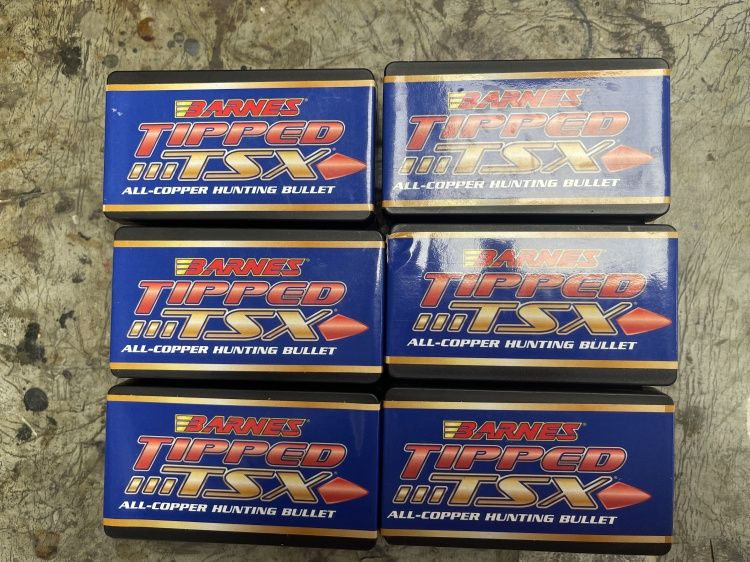 BARNES
TIPPED
TSX
ALL-COPPER HUNTING BULLET
BARNES
TIPPED
TSX
ALL-COPPER HUNTING BULLET
BARNES
TIPPED
TSX
ALL-COPPER HUNTING BULLET
BARNES
TIPPED
TSX
ALL-COPPER HUNTING BULLET
BARNES
TIPPED
TSX
ALL-COPPER HUNTING BULLET
BARNES
TIPPED
TSX
ALL-COPPER HUNTING BULLET